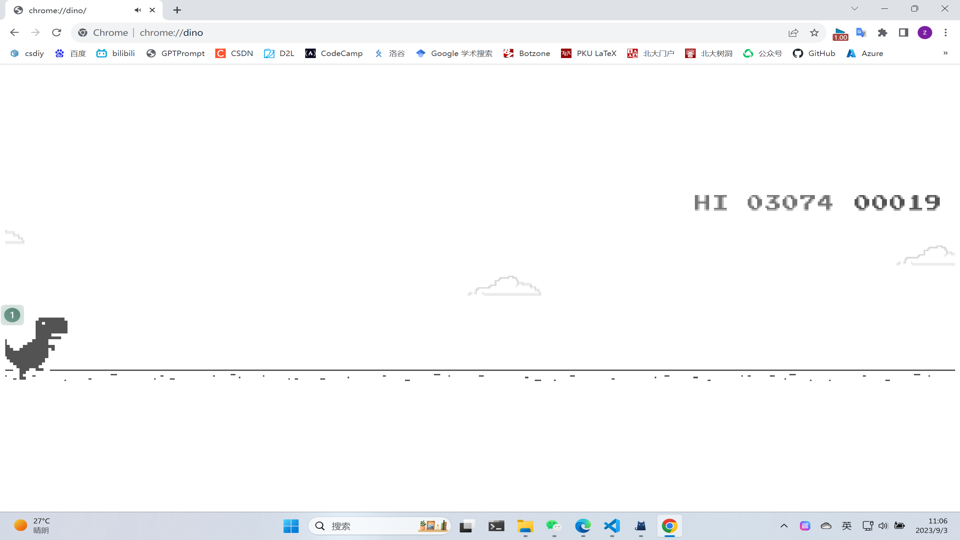 chrome://dino/
Chrome | chrome://dino
1.00
z
csdiy 百度 bilibili GPTPrompt CSDN D2L CodeCamp 洛谷 Google 学术搜索 Botzone PKU LaTeX 北大门户 北大树洞 公众号 GitHub Azure »
HI 03074 00019
1
27°C
晴朗
搜索
英
11:06
2023/9/3